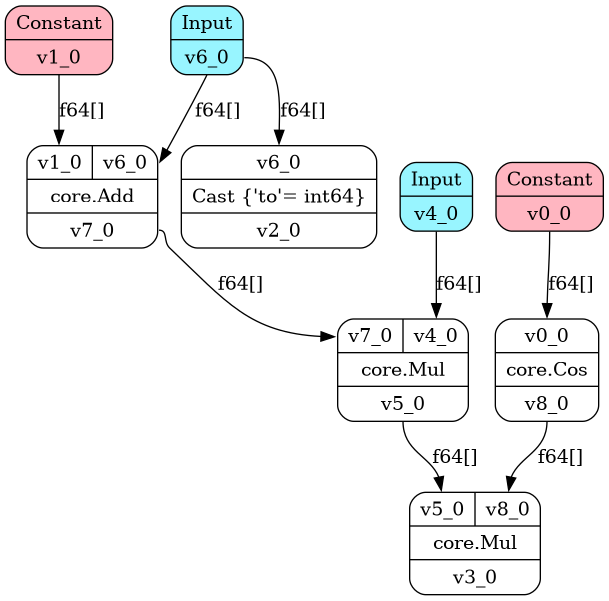 Constant
v1_0
Input
v6_0
f64[]
f64[]
f64[]
v1_0 v6_0
core.Add
v7_0
v6_0
Cast {'to'= int64}
v2_0
Input
v4_0
Constant
v0_0
f64[]
f64[]
f64[]
v7_0 v4_0
core.Mul
v5_0
v0_0
core.Cos
v8_0
f64[]
f64[]
v5_0 v8_0
core.Mul
v3_0